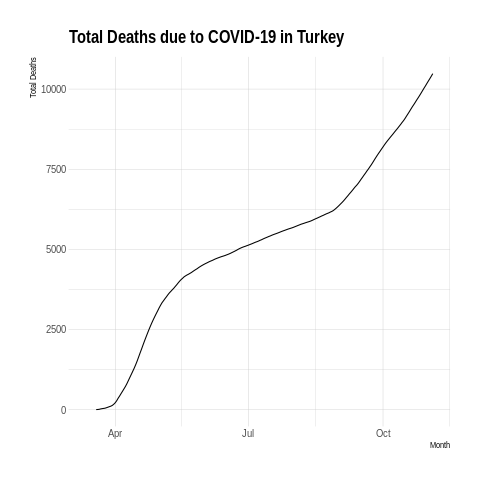 Total Deaths due to COVID-19 in Turkey
Total Deaths
10000
7500
5000
2500
0
Apr Jul Oct
Month